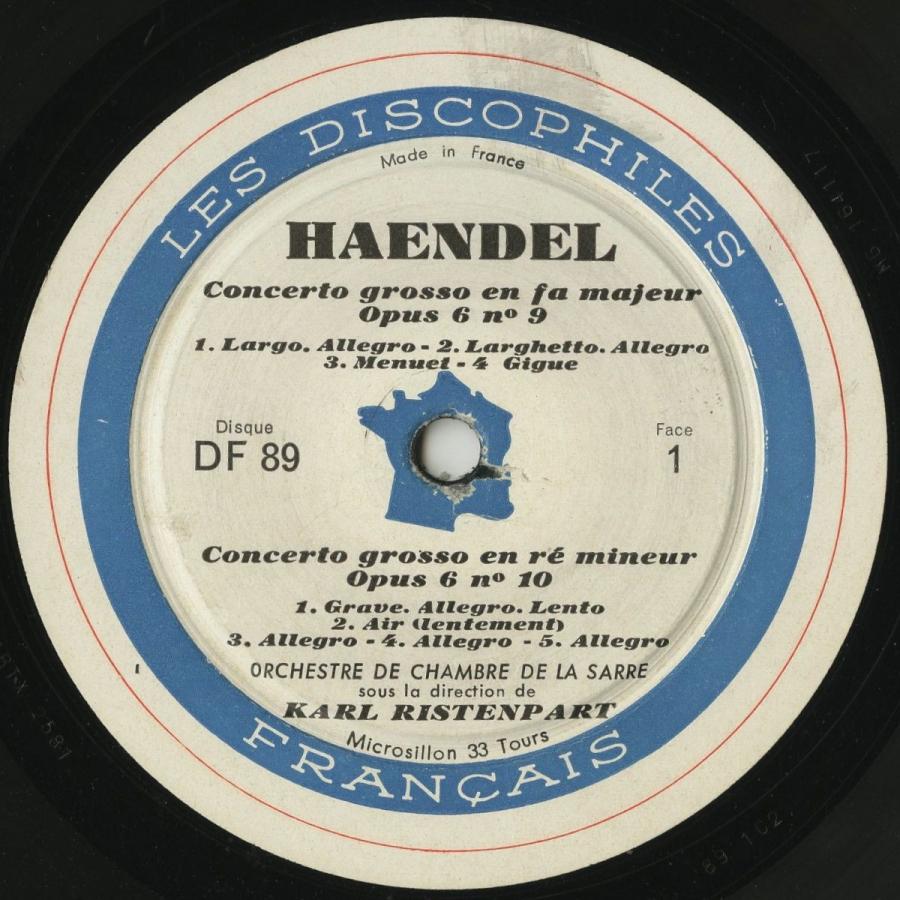 LES DISCOPHILES
Made in France
HAENDEL
Concerto grosso en fa majeur
Opus 6 nº 9
1. Largo. Allegro - 2. Larghetto. Allegro
3. Menuet - 4 Gigue
Disque
DF 89
Face
1
Concerto grosso en ré mineur
Opus 6 nº 10
1. Grave. Allegro. Lento
2. Air (lentement)
3. Allegro - 4. Allegro - 5. Allegro
ORCHESTRE DE CHAMBRE DE LA SARRE
sous la direction de
KARL RISTENPART
Microsillon 33 Tours
FRANÇAIS